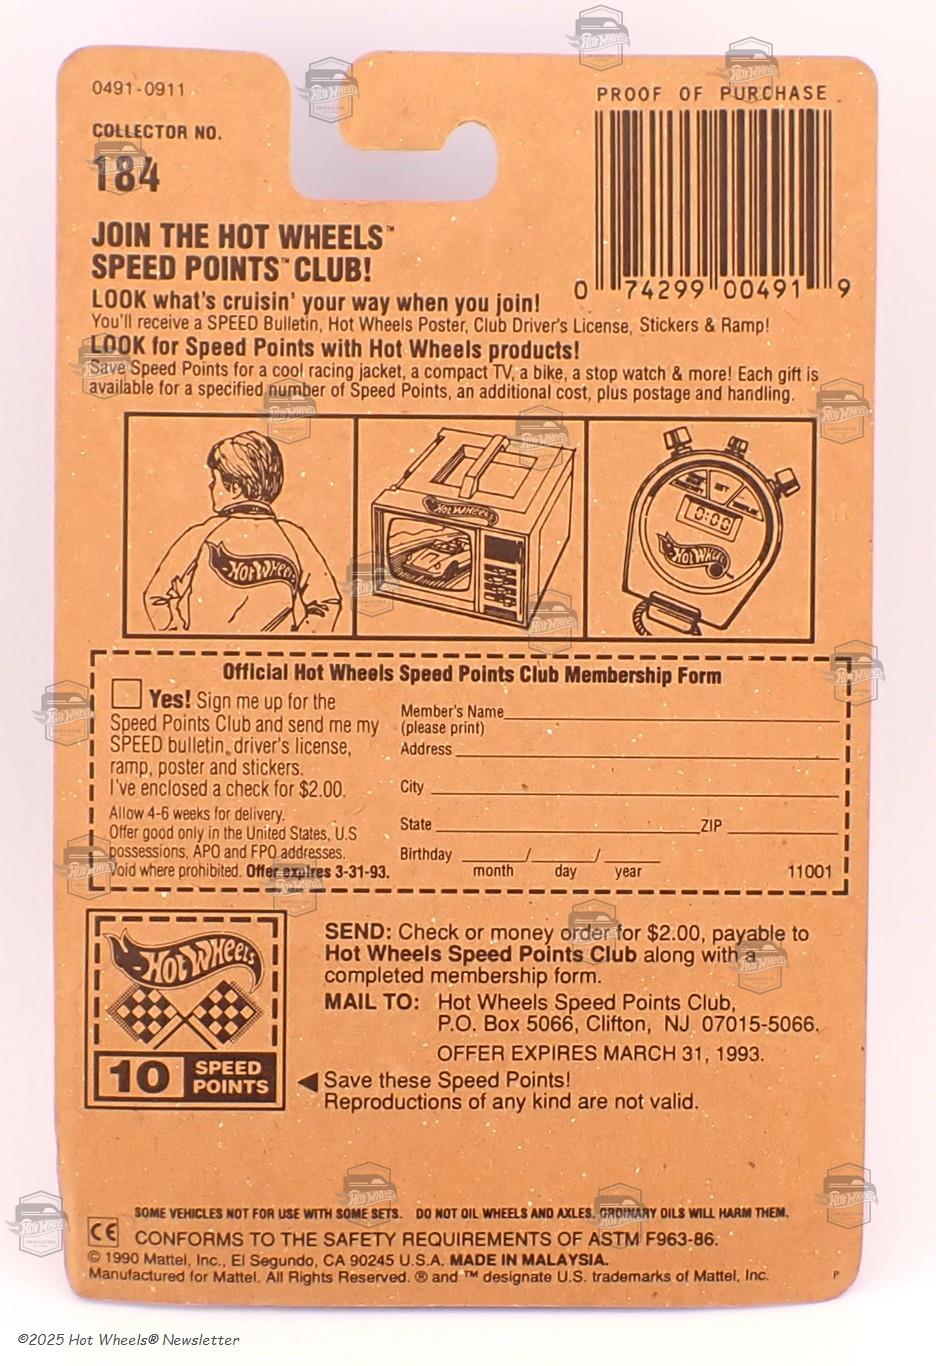 0491-0911
COLLECTOR NO.
184
PROOF OF PURCHASE
0 74299 00491 9
JOIN THE HOT WHEELS™
SPEED POINTS™ CLUB!
LOOK what's cruisin' your way when you join!
You'll receive a SPEED Bulletin, Hot Wheels Poster, Club Driver's License, Stickers & Ramp!
LOOK for Speed Points with Hot Wheels products!
Save Speed Points for a cool racing jacket, a compact TV, a bike, a stop watch & more! Each gift is
available for a specified number of Speed Points, an additional cost, plus postage and handling.
HOT WHEELS
HOT WHEELS
SET
0:00
HOT WHEELS
Official Hot Wheels Speed Points Club Membership Form
Yes! Sign me up for the
Speed Points Club and send me my
SPEED bulletin, driver's license,
ramp, poster and stickers.
I've enclosed a check for $2.00.
Allow 4-6 weeks for delivery.
Offer good only in the United States, U.S
possessions, APO and FPO addresses.
Void where prohibited. Offer expires 3-31-93.
Member's Name
(please print)
Address
City
State ZIP
Birthday / /
month day year
11001
HOT WHEELS
10 SPEED
POINTS
SEND: Check or money order for $2.00, payable to
Hot Wheels Speed Points Club along with a
completed membership form.
MAIL TO: Hot Wheels Speed Points Club,
P.O. Box 5066, Clifton, NJ 07015-5066.
OFFER EXPIRES MARCH 31, 1993.
Save these Speed Points!
Reproductions of any kind are not valid.
SOME VEHICLES NOT FOR USE WITH SOME SETS. DO NOT OIL WHEELS AND AXLES. ORDINARY OILS WILL HARM THEM.
CE CONFORMS TO THE SAFETY REQUIREMENTS OF ASTM F963-86.
© 1990 Mattel, Inc., El Segundo, CA 90245 U.S.A. MADE IN MALAYSIA.
Manufactured for Mattel. All Rights Reserved. ® and ™ designate U.S. trademarks of Mattel, Inc.
P
©2025 Hot Wheels® Newsletter